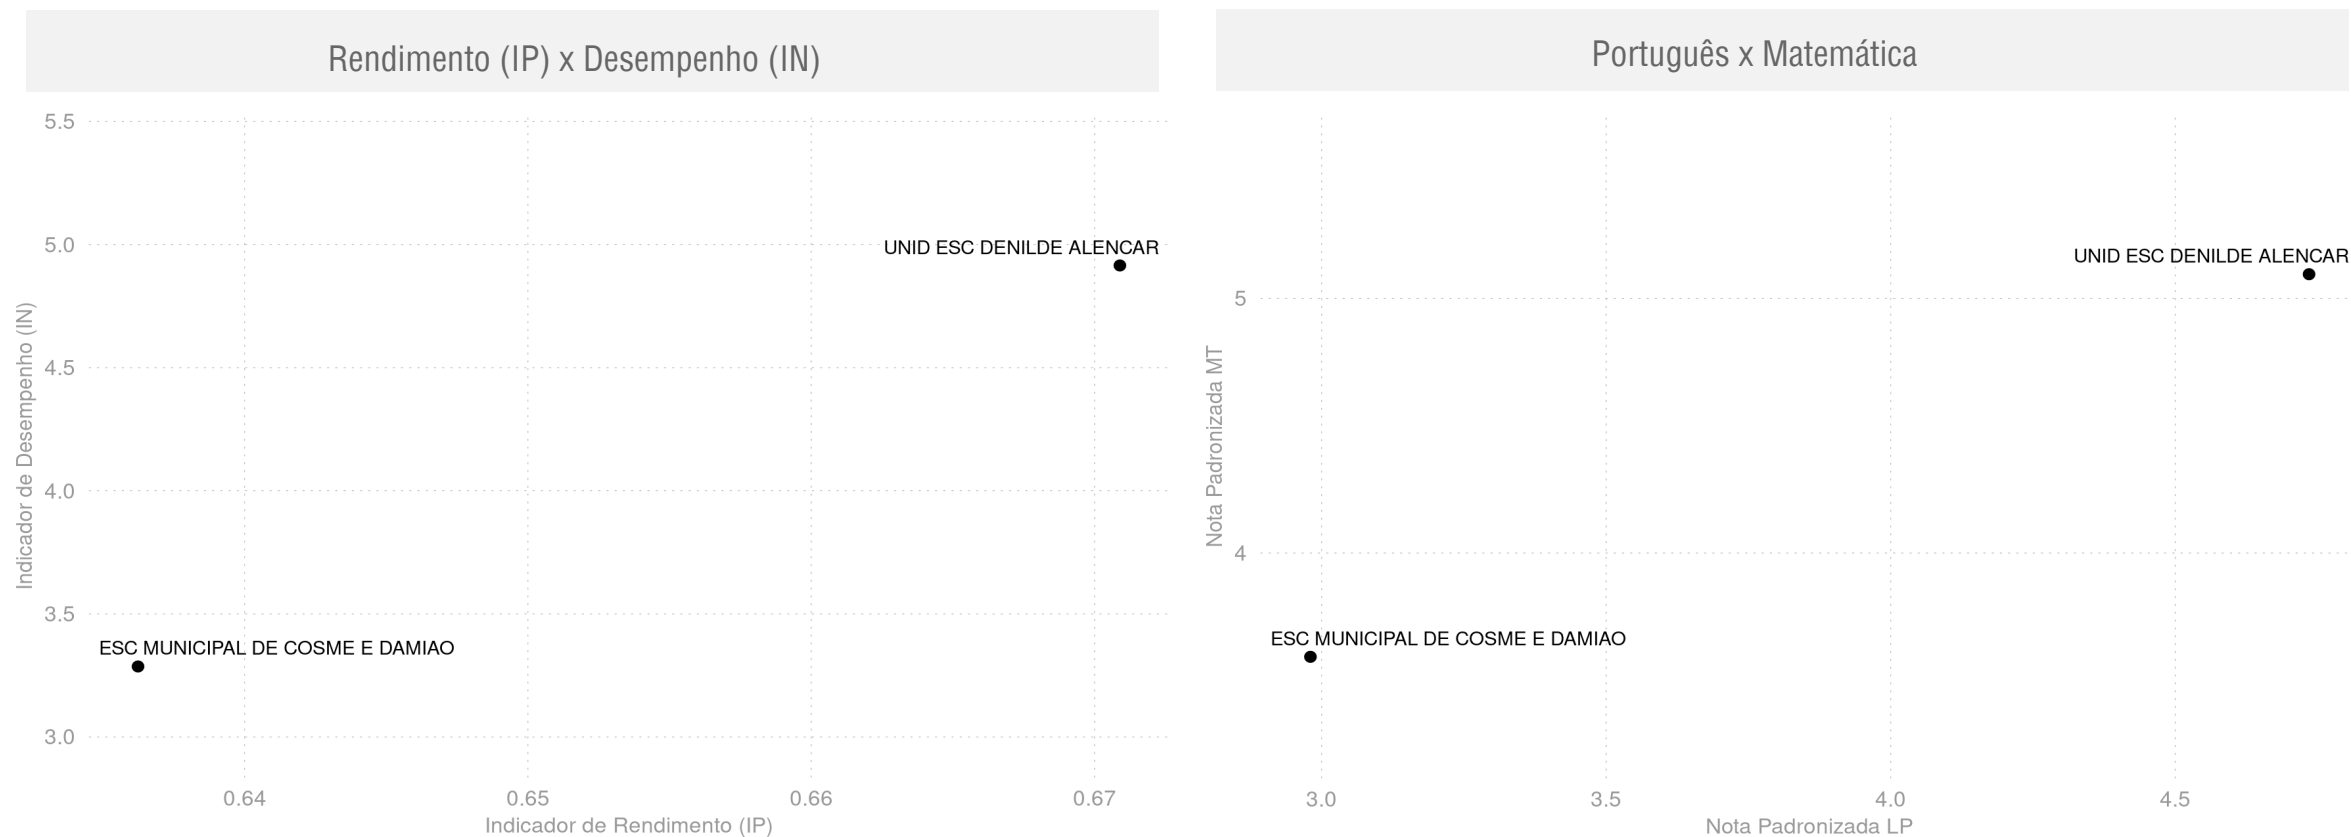 Rendimento (IP) x Desempenho (IN)
5.5
5.0
4.5
4.0
3.5
3.0
Indicador de Desempenho (IN)
UNID ESC DENILDE ALENCAR
ESC MUNICIPAL DE COSME E DAMIAO
0.64 0.65 0.66 0.67
Indicador de Rendimento (IP)
Português x Matemática
5
4
Nota Padronizada MT
UNID ESC DENILDE ALENCAR
ESC MUNICIPAL DE COSME E DAMIAO
3.0 3.5 4.0 4.5
Nota Padronizada LP